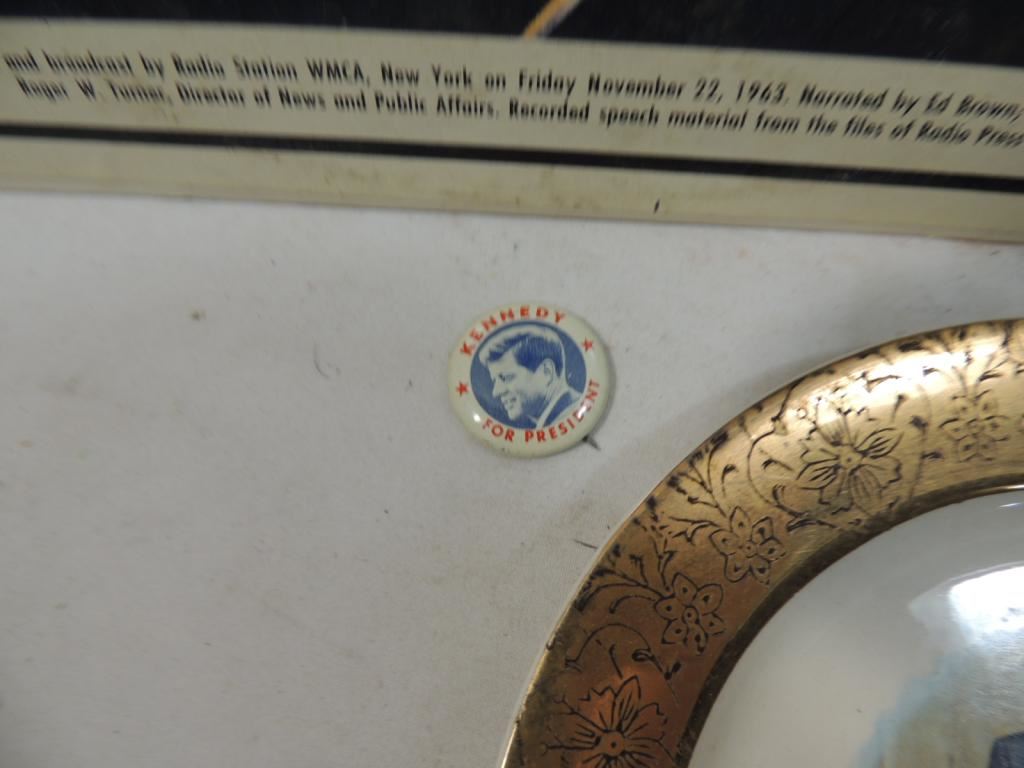 and broadcast by Radio Station WMCA, New York on Friday November 22, 1963. Narrated by Ed Brown;
Roger W. Turner, Director of News and Public Affairs. Recorded speech material from the files of Radio Press
KENNEDY
FOR PRESIDENT